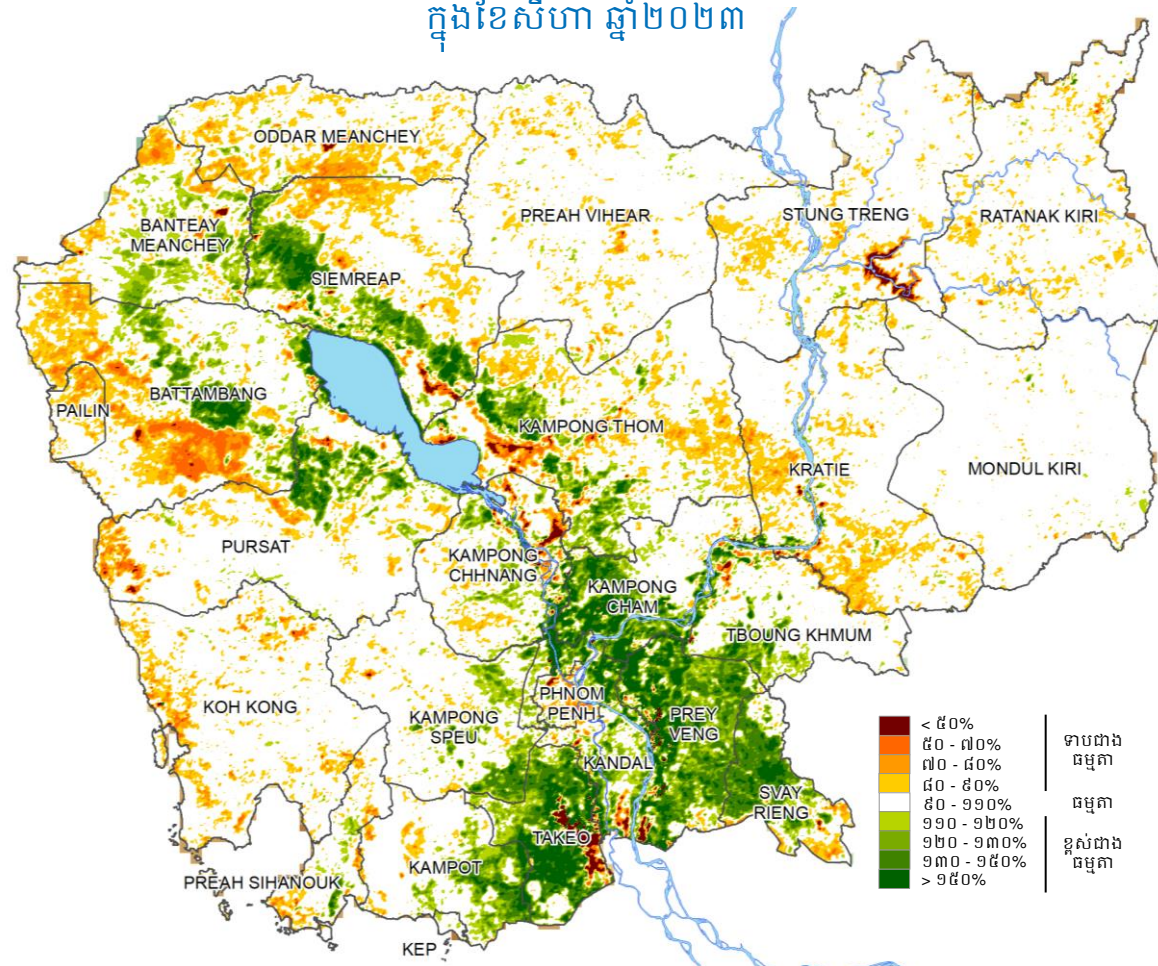 ក្នុងខែសីហា ឆ្នាំ២០២៣
ODDAR MEANCHEY
BANTEAY
MEANCHEY
PREAH VIHEAR
STUNG TRENG
RATANAK KIRI
SIEMREAP
BATTAMBANG
PAILIN
KAMPONG THOM
KRATIE
MONDUL KIRI
PURSAT
KAMPONG
CHHNANG
KAMPONG
CHAM
TBOUNG KHMUM
KOH KONG
KAMPONG
SPEU
PHNOM
PENH
PREY
VENG
KANDAL
SVAY
RIENG
TAKEO
KAMPOT
PREAH SIHANOUK
KEP
< ៥០%
៥០ - ៧០%
៧០ - ៨០%
៨០ - ៩០%
៩០ - ១១០%
១១០ - ១២០%
១២០ - ១៣០%
១៣០ - ១៥០%
> ១៥០%
ទាបជាង
ធម្មតា
ធម្មតា
ខ្ពស់ជាង
ធម្មតា